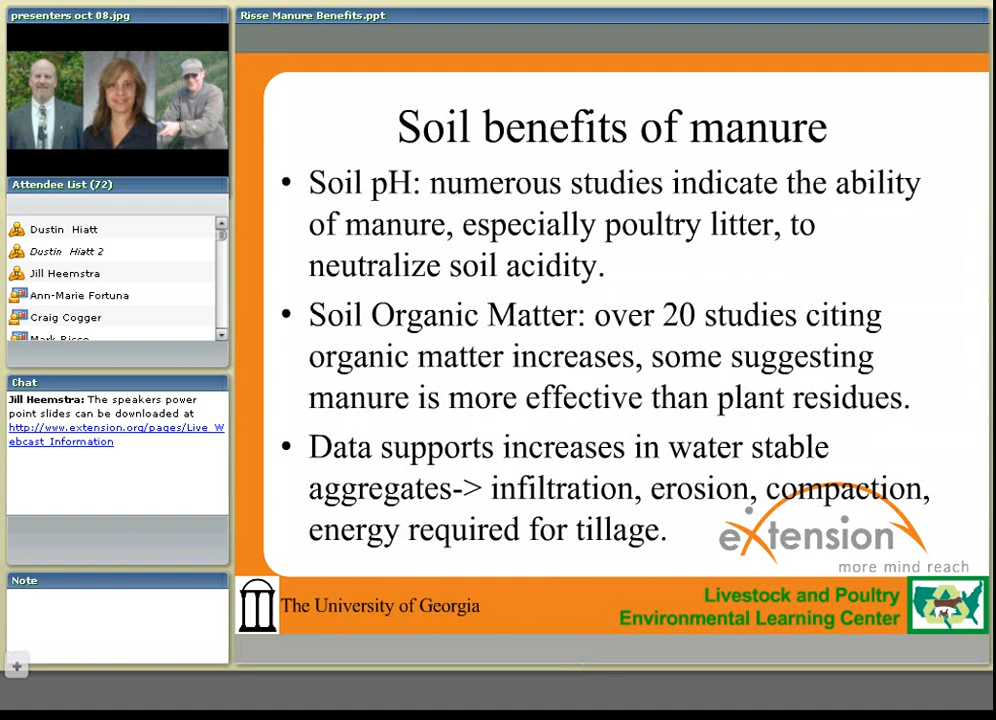 presenters oct 08.jpg
Attendee List (72)
Dustin Hiatt
Dustin Hiatt 2
Jill Heemstra
Ann-Marie Fortuna
Craig Cogger
Mark Risse
Chat
Jill Heemstra: The speakers power
point slides can be downloaded at
http://www.extension.org/pages/Live_W
ebcast_Information
Note
Risse Manure Benefits.ppt
Soil benefits of manure
• Soil pH: numerous studies indicate the ability
of manure, especially poultry litter, to
neutralize soil acidity.
• Soil Organic Matter: over 20 studies citing
organic matter increases, some suggesting
manure is more effective than plant residues.
• Data supports increases in water stable
aggregates-> infiltration, erosion, compaction,
energy required for tillage.
eXtension
more mind reach
The University of Georgia
Livestock and Poultry
Environmental Learning Center